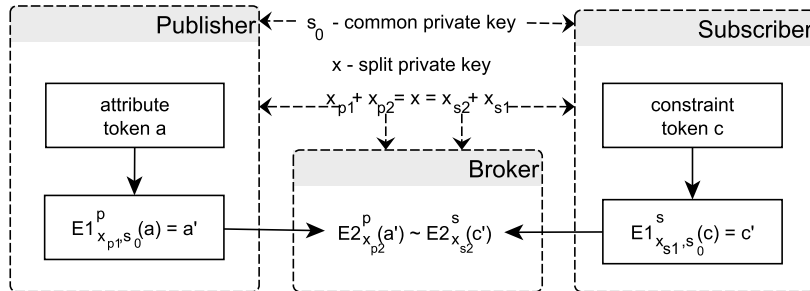 Publisher
s0 - common private key
Subscriber
x - split private key
xp1 + xp2 = x = xs2 + xs1
attribute
token a
constraint
token c
Broker
E1^p_xp1,s0(a) = a'
E2^p_xp2(a') ~ E2^s_xs2(c')
E1^s_xs1,s0(c) = c'